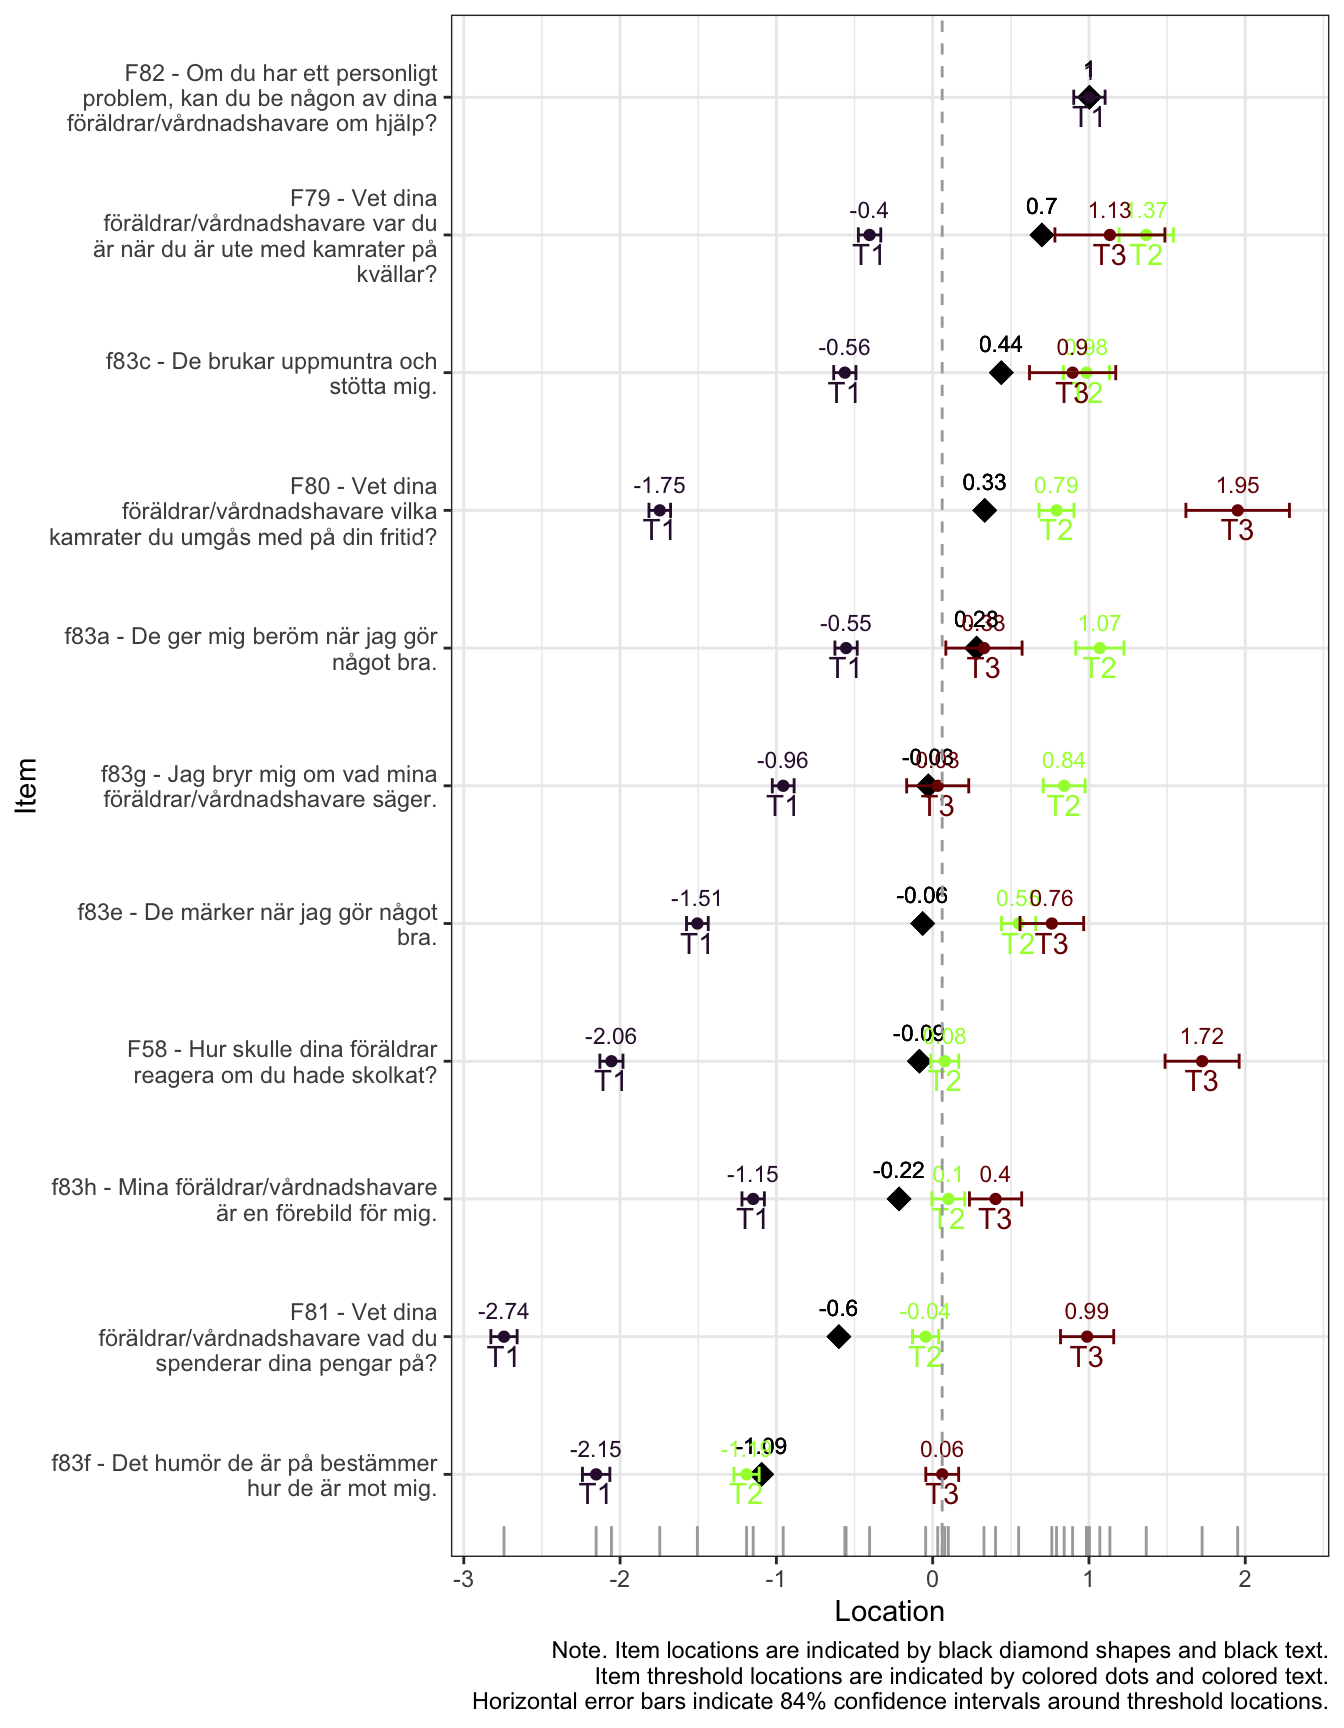 F82 - Om du har ett personligt
problem, kan du be någon av dina
föräldrar/vårdnadshavare om hjälp?
1
T1
F79 - Vet dina
föräldrar/vårdnadshavare var du
är när du är ute med kamrater på
kvällar?
-0.4 0.7 1.13 1.37
T1 T3 T2
f83c - De brukar uppmuntra och
stötta mig.
-0.56 0.44 0.9 0.98
T1 T3 T2
F80 - Vet dina
föräldrar/vårdnadshavare vilka
kamrater du umgås med på din fritid?
-1.75 0.33 0.79 1.95
T1 T2 T3
f83a - De ger mig beröm när jag gör
något bra.
-0.55 0.28 0.33 1.07
T1 T3 T2
f83g - Jag bryr mig om vad mina
föräldrar/vårdnadshavare säger.
-0.96 -0.03 0.03 0.84
T1 T3 T2
f83e - De märker när jag gör något
bra.
-1.51 -0.06 0.76
T1 T2 T3
F58 - Hur skulle dina föräldrar
reagera om du hade skolkat?
-2.06 -0.09 0.08 1.72
T1 T2 T3
f83h - Mina föräldrar/vårdnadshavare
är en förebild för mig.
-1.15 -0.22 0.1 0.4
T1 T2 T3
F81 - Vet dina
föräldrar/vårdnadshavare vad du
spenderar dina pengar på?
-2.74 -0.6 -0.04 0.99
T1 T2 T3
f83f - Det humör de är på bestämmer
hur de är mot mig.
-2.15 -1.19 -1.09 0.06
T1 T2 T3
Item
-3 -2 -1 0 1 2
Location
Note. Item locations are indicated by black diamond shapes and black text.
Item threshold locations are indicated by colored dots and colored text.
Horizontal error bars indicate 84% confidence intervals around threshold locations.